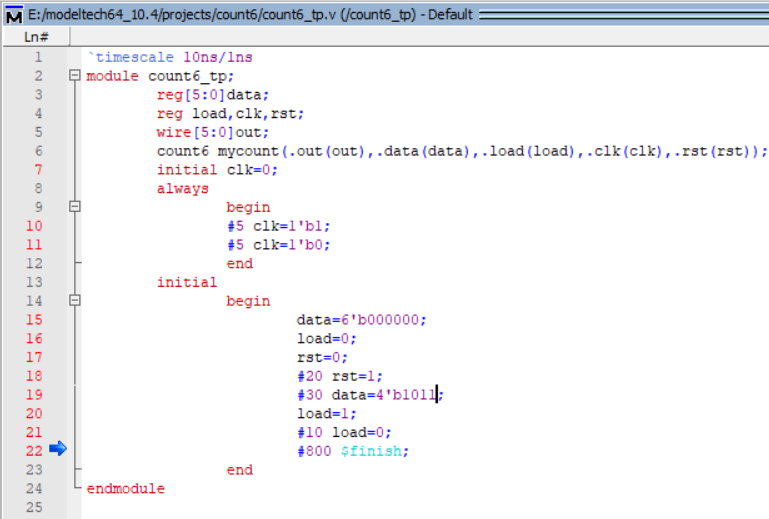 E:/modeltech64_10.4/projects/count6/count6_tp.v (/count6_tp) - Default
Ln#
1 `timescale 10ns/1ns
2 module count6_tp;
3 reg[5:0]data;
4 reg load,clk,rst;
5 wire[5:0]out;
6 count6 mycount(.out(out),.data(data),.load(load),.clk(clk),.rst(rst));
7 initial clk=0;
8 always
9 begin
10 #5 clk=1'b1;
11 #5 clk=1'b0;
12 end
13 initial
14 begin
15 data=6'b000000;
16 load=0;
17 rst=0;
18 #20 rst=1;
19 #30 data=4'b1011;
20 load=1;
21 #10 load=0;
22 #800 $finish;
23 end
24 endmodule
25